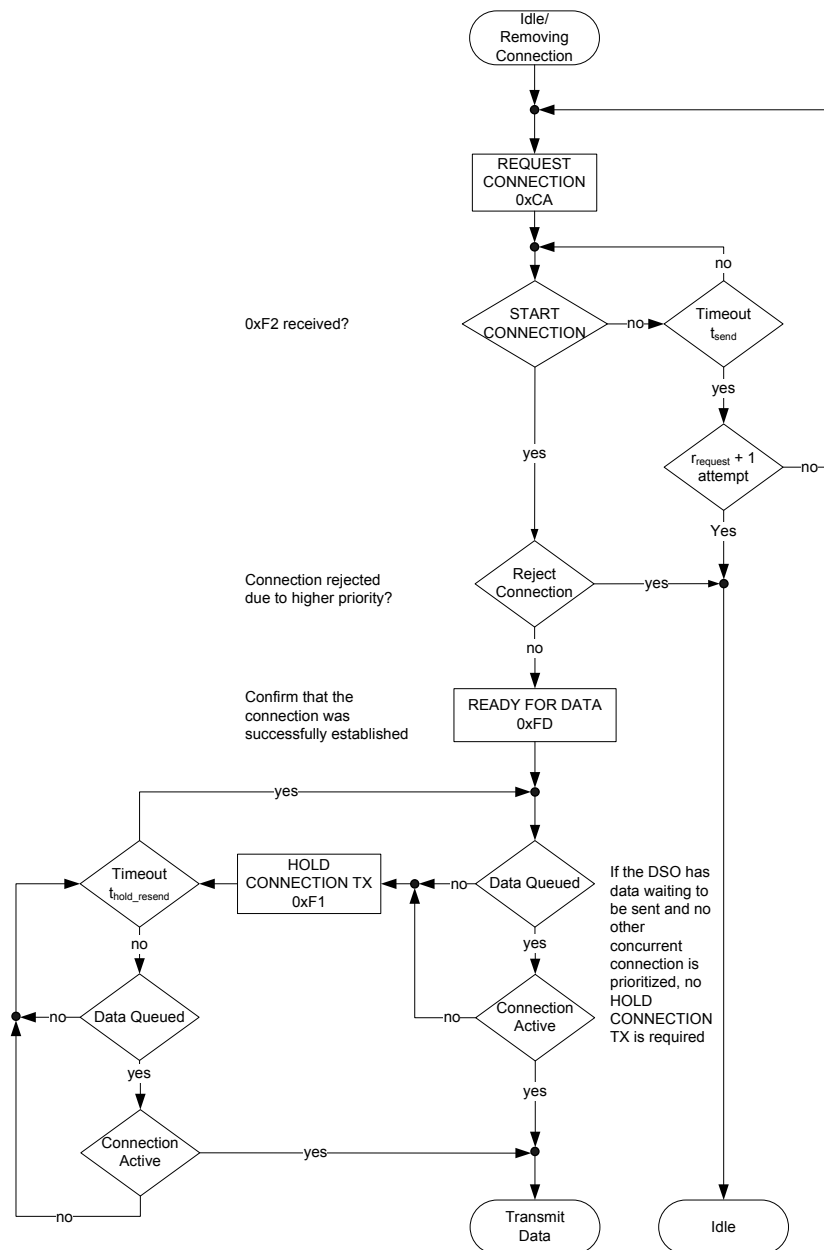 Idle/
Removing
Connection
REQUEST
CONNECTION
0xCA
no
0xF2 received?
START
CONNECTION
no
Timeout
t_send
yes
yes
r_request + 1
attempt
no
Yes
Connection rejected
due to higher priority?
Reject
Connection
yes
no
Confirm that the
connection was
successfully established
READY FOR DATA
0xFD
yes
Timeout
t_hold_resend
HOLD
CONNECTION TX
0xF1
no
Data Queued
If the DSO has
data waiting to
be sent and no
other
concurrent
connection is
prioritized, no
HOLD
CONNECTION
TX is required
no
yes
no
Data Queued
no
Connection
Active
yes
yes
Connection
Active
yes
no
Transmit
Data
Idle